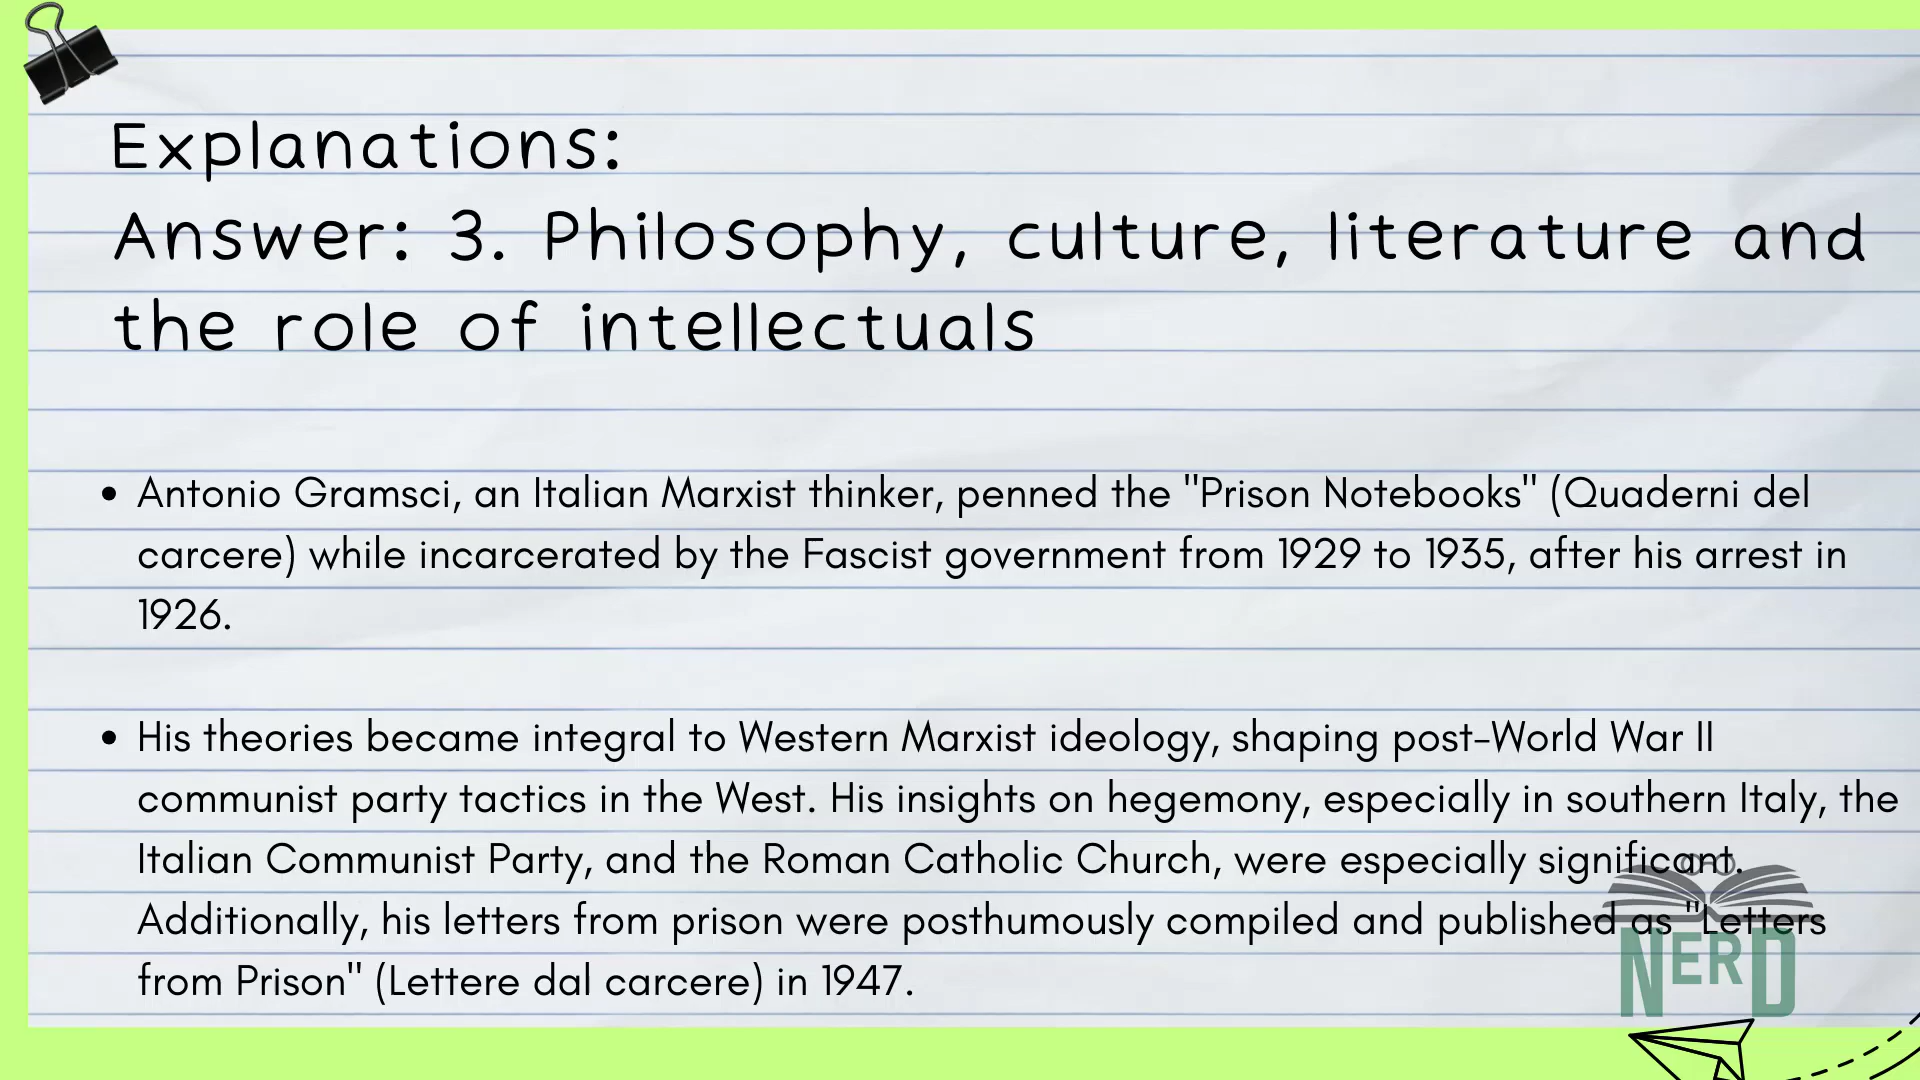 Explanations:
Answer: 3. Philosophy, culture, literature and
the role of intellectuals
• Antonio Gramsci, an Italian Marxist thinker, penned the "Prison Notebooks" (Quaderni del
carcere) while incarcerated by the Fascist government from 1929 to 1935, after his arrest in
1926.
• His theories became integral to Western Marxist ideology, shaping post-World War II
communist party tactics in the West. His insights on hegemony, especially in southern Italy, the
Italian Communist Party, and the Roman Catholic Church, were especially significant.
Additionally, his letters from prison were posthumously compiled and published as "Letters
from Prison" (Lettere dal carcere) in 1947.
NERD